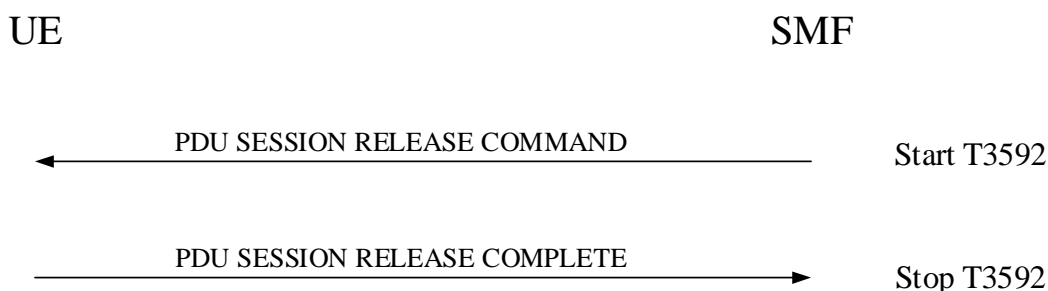 UE
SMF
PDU SESSION RELEASE COMMAND
Start T3592
PDU SESSION RELEASE COMPLETE
Stop T3592